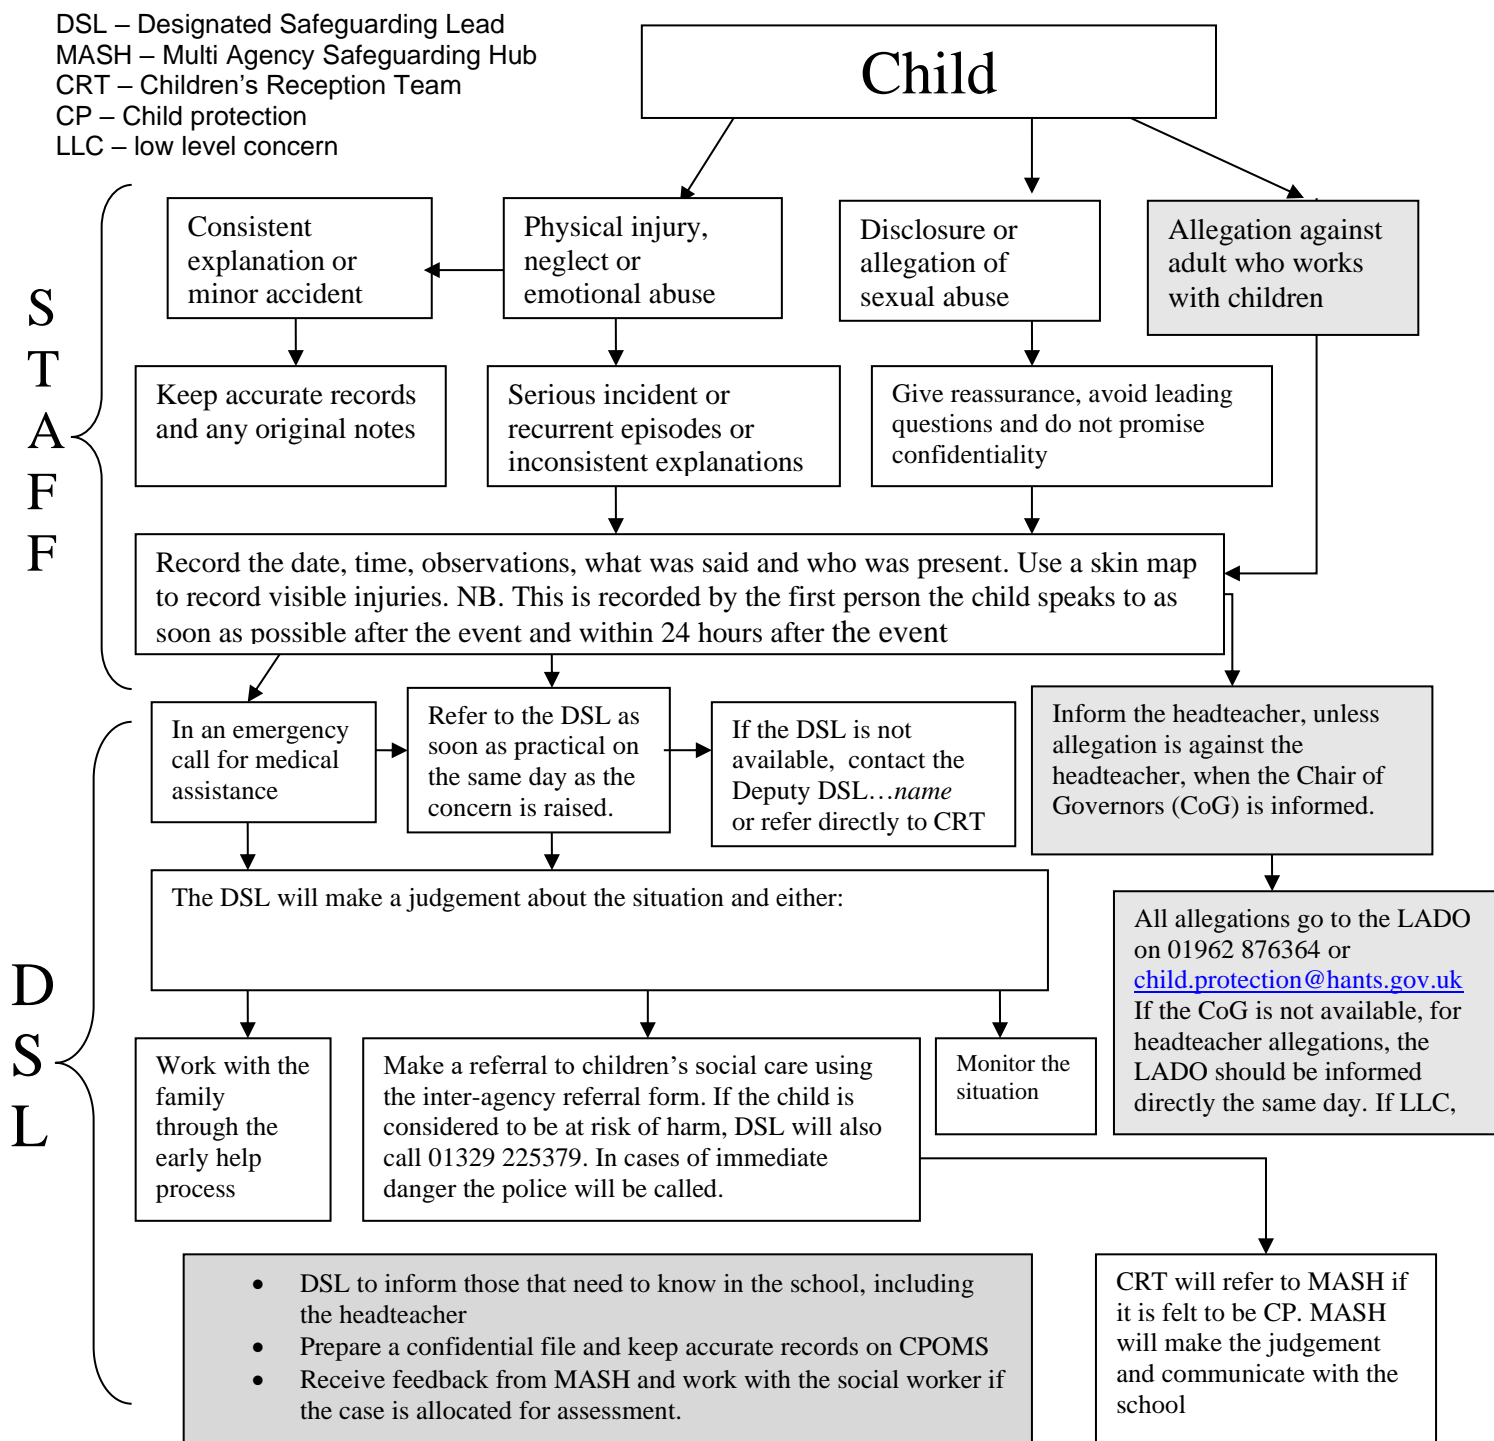 DSL – Designated Safeguarding Lead
MASH – Multi Agency Safeguarding Hub
CRT – Children's Reception Team
CP – Child protection
LLC – low level concern
Child
S
T
A
F
F
Consistent
explanation or
minor accident
Physical injury,
neglect or
emotional abuse
Disclosure or
allegation of
sexual abuse
Allegation against
adult who works
with children
Keep accurate records
and any original notes
Serious incident or
recurrent episodes or
inconsistent explanations
Give reassurance, avoid leading
questions and do not promise
confidentiality
Record the date, time, observations, what was said and who was present. Use a skin map
to record visible injuries. NB. This is recorded by the first person the child speaks to as
soon as possible after the event and within 24 hours after the event
D
S
L
In an emergency
call for medical
assistance
Refer to the DSL as
soon as practical on
the same day as the
concern is raised.
If the DSL is not
available,  contact the
Deputy DSL…name
or refer directly to CRT
Inform the headteacher, unless
allegation is against the
headteacher, when the Chair of
Governors (CoG) is informed.
The DSL will make a judgement about the situation and either:
All allegations go to the LADO
on 01962 876364 or
child.protection@hants.gov.uk
If the CoG is not available, for
headteacher allegations, the
LADO should be informed
directly the same day. If LLC,
Work with the
family
through the
early help
process
Make a referral to children's social care using
the inter-agency referral form. If the child is
considered to be at risk of harm, DSL will also
call 01329 225379. In cases of immediate
danger the police will be called.
Monitor the
situation
• DSL to inform those that need to know in the school, including
the headteacher
• Prepare a confidential file and keep accurate records on CPOMS
• Receive feedback from MASH and work with the social worker if
the case is allocated for assessment.
CRT will refer to MASH if
it is felt to be CP. MASH
will make the judgement
and communicate with the
school